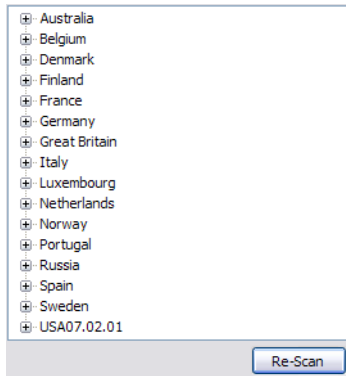 Australia
Belgium
Denmark
Finland
France
Germany
Great Britain
Italy
Luxembourg
Netherlands
Norway
Portugal
Russia
Spain
Sweden
USA07.02.01
Re-Scan